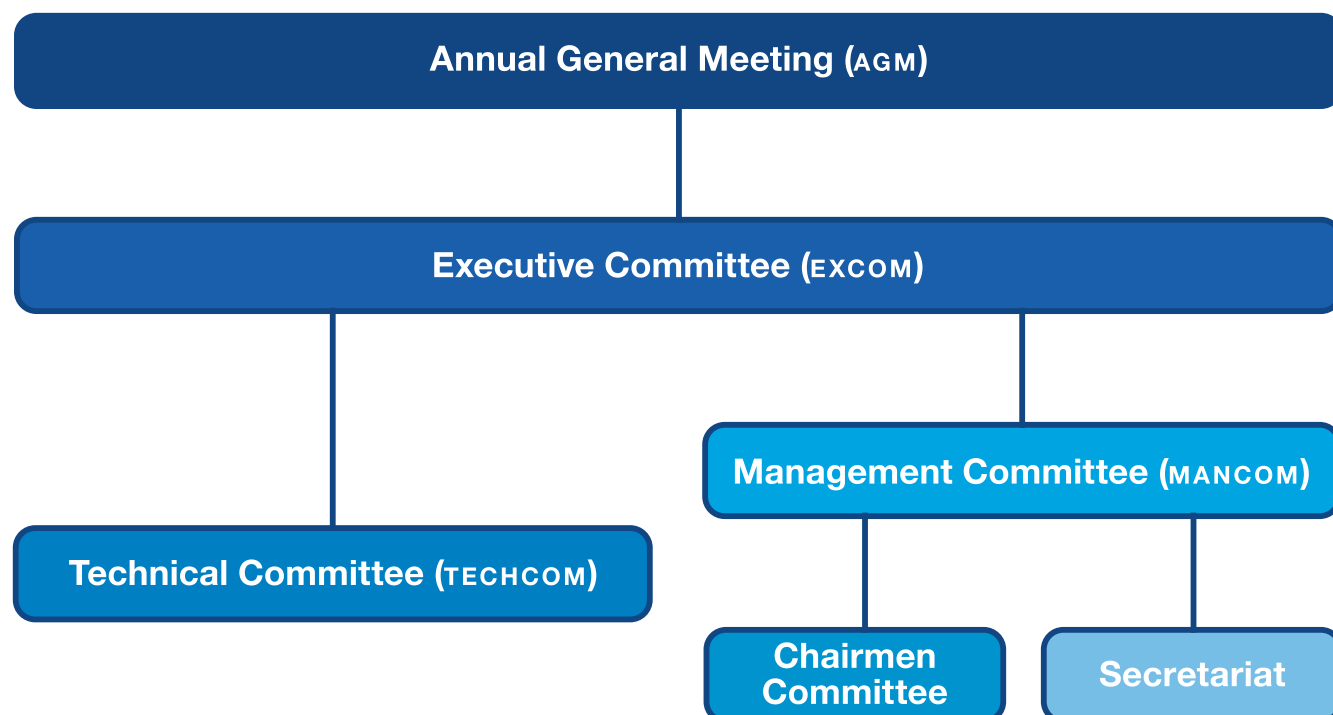 Annual General Meeting (AGM)
Executive Committee (EXCOM)
Management Committee (MANCOM)
Technical Committee (TECHCOM)
Chairmen
Committee
Secretariat